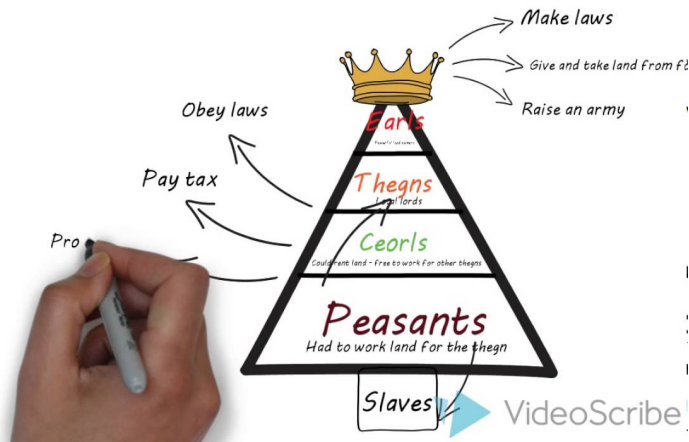 Make laws
Give and take land from
Raise an army
Obey laws
Pay tax
Pro
Earls
Thegns
Local lords
Ceorls
Could rent land - free to work for other thegns
Peasants
Had to work land for the thegn
Slaves
VideoScribe